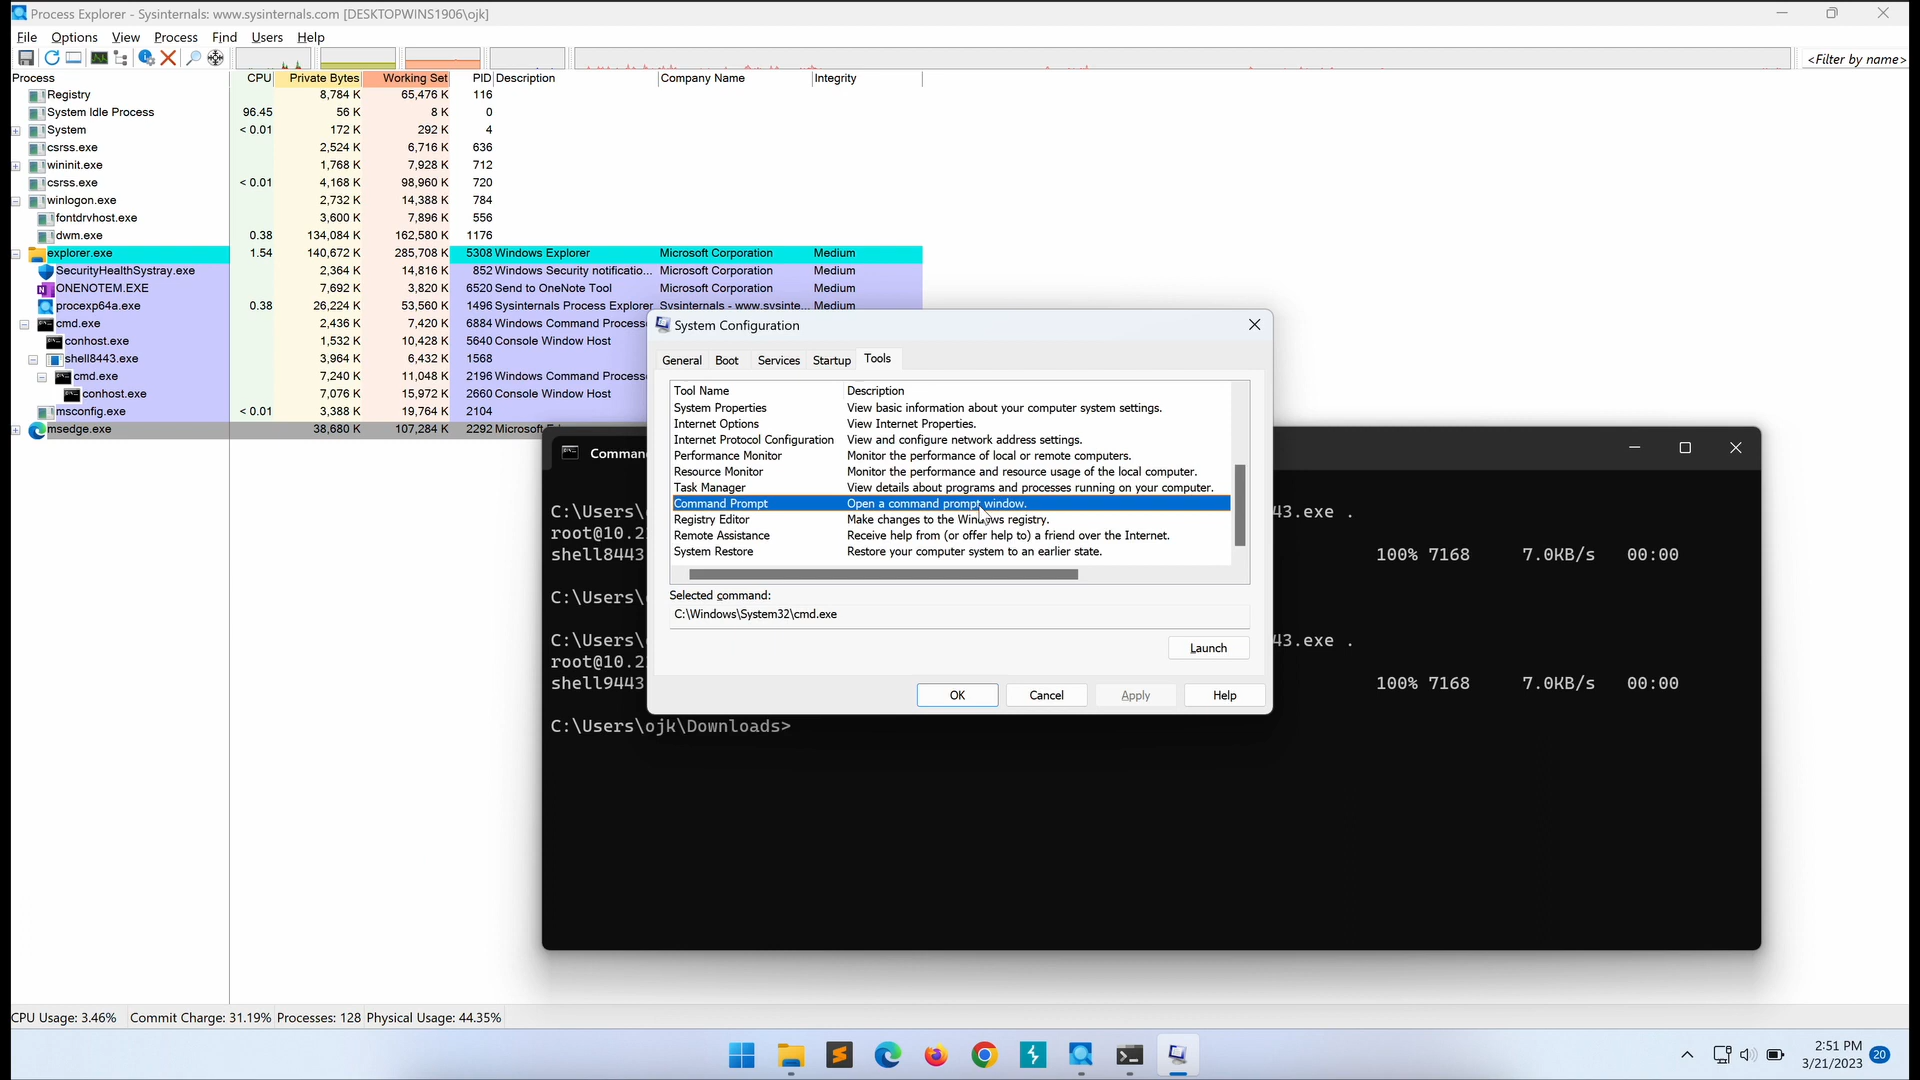 Process Explorer - Sysinternals: www.sysinternals.com [DESKTOPWINS1906\ojk]
File Options View Process Find Users Help
<Filter by name>
Process CPU Private Bytes Working Set PID Description Company Name Integrity
Registry 8,784 K 65,476 K 116
System Idle Process 96.45 56 K 8 K 0
System < 0.01 172 K 292 K 4
csrss.exe 2,524 K 6,716 K 636
wininit.exe 1,768 K 7,928 K 712
csrss.exe < 0.01 4,168 K 98,960 K 720
winlogon.exe 2,732 K 14,388 K 784
fontdrvhost.exe 3,600 K 7,896 K 556
dwm.exe 0.38 134,084 K 162,580 K 1176
explorer.exe 1.54 140,672 K 285,708 K 5308 Windows Explorer Microsoft Corporation Medium
SecurityHealthSystray.exe 2,364 K 14,816 K 852 Windows Security notificatio... Microsoft Corporation Medium
ONENOTEM.EXE 7,692 K 3,820 K 6520 Send to OneNote Tool Microsoft Corporation Medium
procexp64a.exe 0.38 26,224 K 53,560 K 1496 Sysinternals Process Explorer Sysinternals - www.sysinte... Medium
cmd.exe 2,436 K 7,420 K 6884 Windows Command Process
conhost.exe 1,532 K 10,428 K 5640 Console Window Host
shell8443.exe 3,964 K 6,432 K 1568
cmd.exe 7,240 K 11,048 K 2196 Windows Command Process
conhost.exe 7,076 K 15,972 K 2660 Console Window Host
msconfig.exe < 0.01 3,388 K 19,764 K 2104
msedge.exe 38,680 K 107,284 K 2292 Microsoft
System Configuration
General Boot Services Startup Tools
Tool Name Description
System Properties View basic information about your computer system settings.
Internet Options View Internet Properties.
Internet Protocol Configuration View and configure network address settings.
Performance Monitor Monitor the performance of local or remote computers.
Resource Monitor Monitor the performance and resource usage of the local computer.
Task Manager View details about programs and processes running on your computer.
Command Prompt Open a command prompt window.
Registry Editor Make changes to the Windows registry.
Remote Assistance Receive help from (or offer help to) a friend over the Internet.
System Restore Restore your computer system to an earlier state.
Selected command:
C:\Windows\System32\cmd.exe
Launch
OK Cancel Apply Help
Comman
C:\Users\ 43.exe .
root@10.2
shell8443 100% 7168 7.0KB/s 00:00
C:\Users\
C:\Users\ 43.exe .
root@10.2
shell9443 100% 7168 7.0KB/s 00:00
C:\Users\ojk\Downloads>
CPU Usage: 3.46% Commit Charge: 31.19% Processes: 128 Physical Usage: 44.35%
2:51 PM
3/21/2023
20